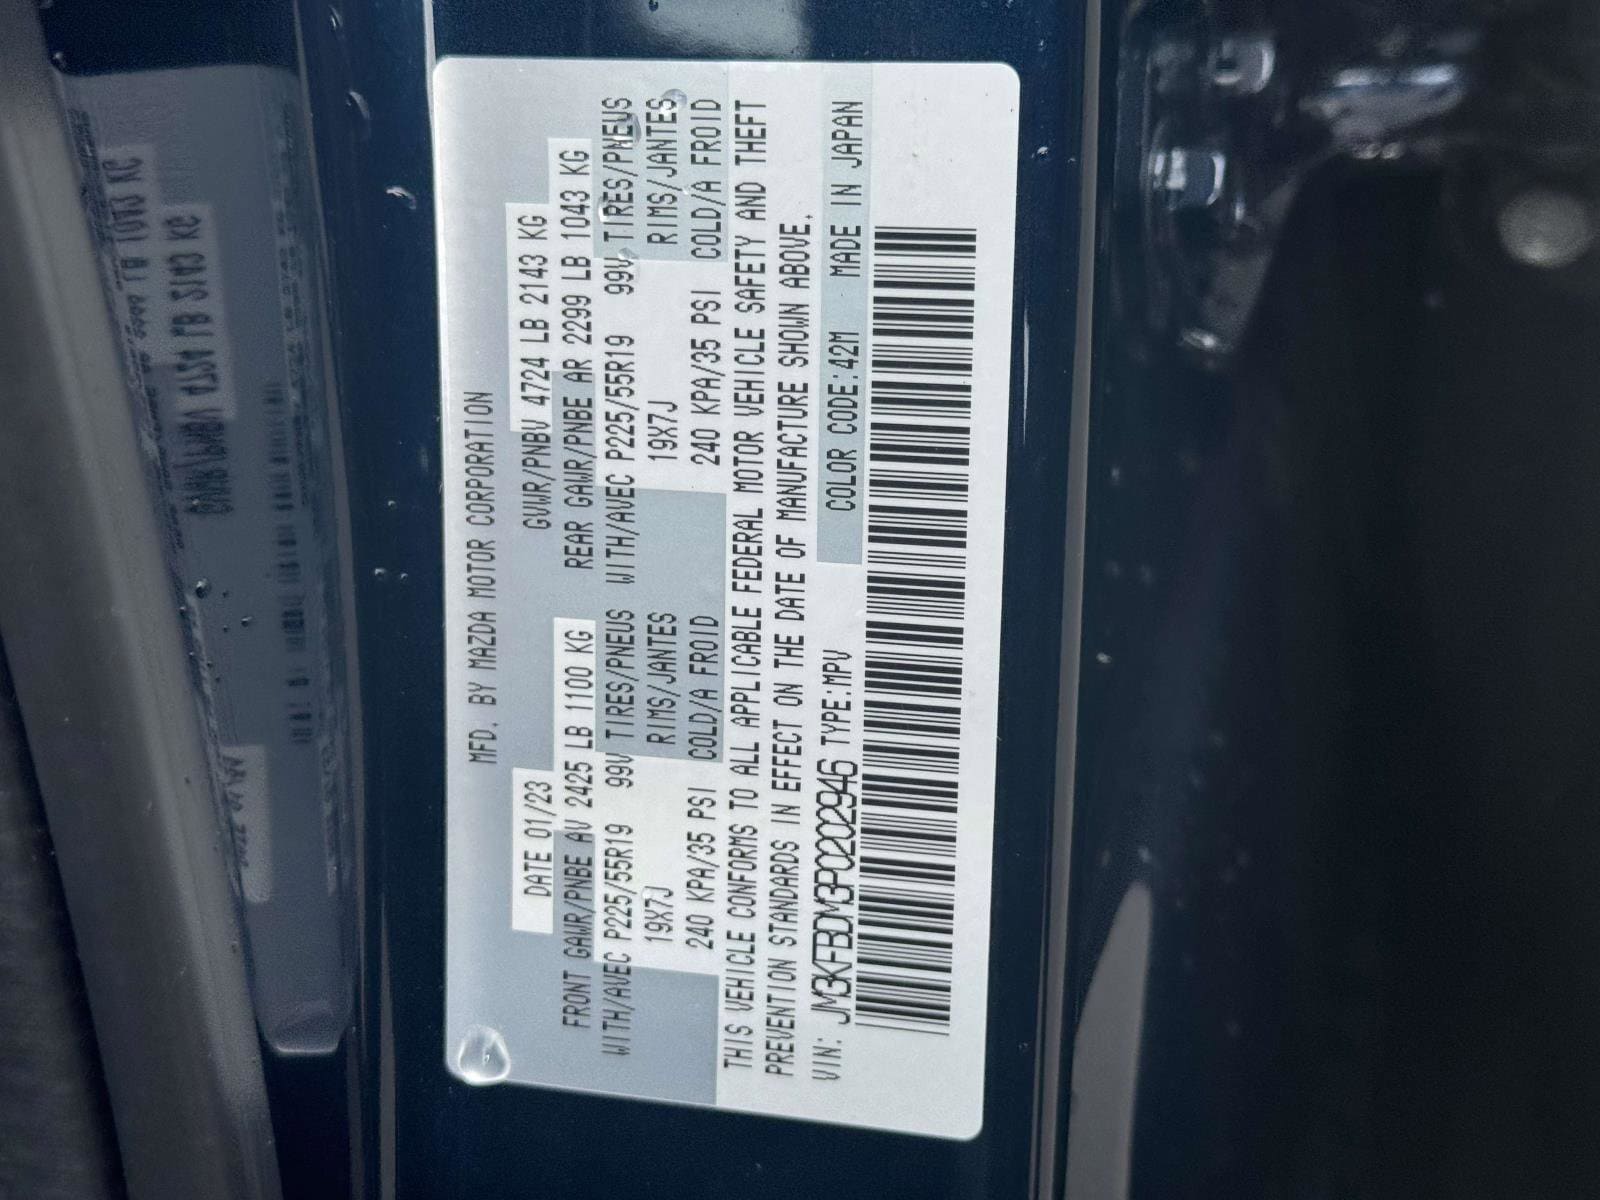 MFD. BY MAZDA MOTOR CORPORATION
DATE 01/23 GVWR/PNBV 4724 LB 2143 KG
FRONT GAWR/PNBE AV 2425 LB 1100 KG REAR GAWR/PNBE AR 2299 LB 1043 KG
WITH/AVEC P225/55R19 99V TIRES/PNEUS WITH/AVEC P225/55R19 99V TIRES/PNEUS
19X7J RIMS/JANTES 19X7J RIMS/JANTES
240 KPA/35 PSI COLD/A FROID 240 KPA/35 PSI COLD/A FROID
THIS VEHICLE CONFORMS TO ALL APPLICABLE FEDERAL MOTOR VEHICLE SAFETY AND THEFT
PREVENTION STANDARDS IN EFFECT ON THE DATE OF MANUFACTURE SHOWN ABOVE.
VIN: JM3KFBDM3P0202946 TYPE:MPV COLOR CODE:42M MADE IN JAPAN